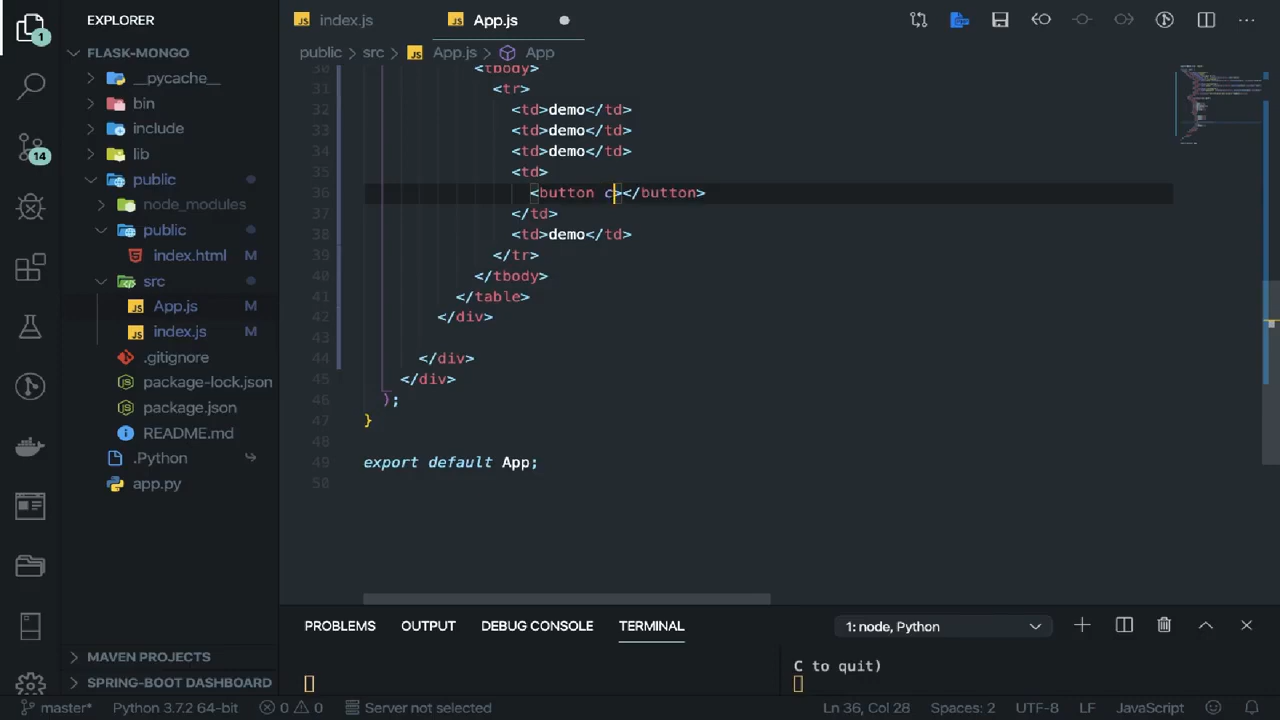 EXPLORER
index.js
App.js
FLASK-MONGO
public > src > App.js > App
__pycache__
bin
include
lib
public
node_modules
public
index.html M
src
App.js M
index.js M
.gitignore
package-lock.json
package.json
README.md
.Python
app.py
MAVEN PROJECTS
SPRING-BOOT DASHBOARD
1
14
30 <tbody>
31 <tr>
32 <td>demo</td>
33 <td>demo</td>
34 <td>demo</td>
35 <td>
36 <button c></button>
37 </td>
38 <td>demo</td>
39 </tr>
40 </tbody>
41 </table>
42 </div>
43
44 </div>
45 </div>
46 );
47 }
48
49 export default App;
50
PROBLEMS OUTPUT DEBUG CONSOLE TERMINAL 1: node, Python
C to quit)
master* Python 3.7.2 64-bit 0 0 Server not selected Ln 36, Col 28 Spaces: 2 UTF-8 LF JavaScript